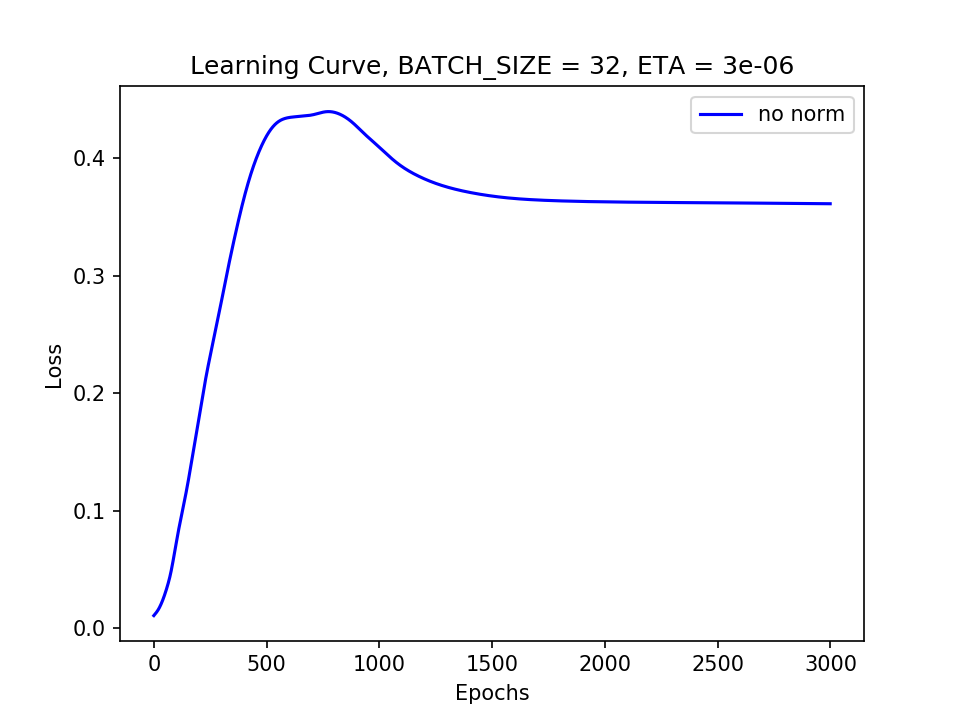 Learning Curve, BATCH_SIZE = 32, ETA = 3e-06
no norm
0.4
0.3
0.2
0.1
0.0
Loss
0 500 1000 1500 2000 2500 3000
Epochs